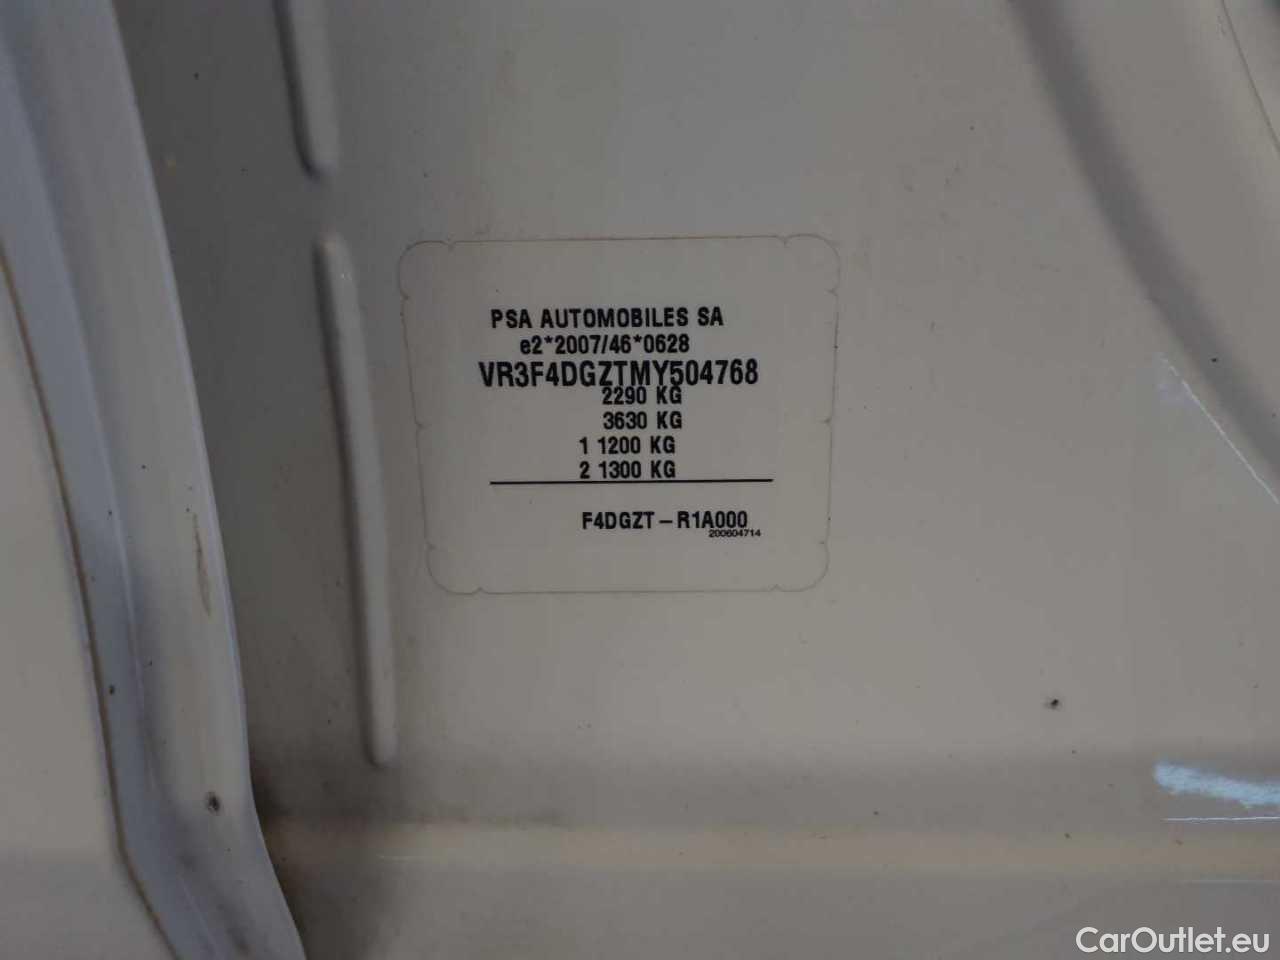 PSA AUTOMOBILES SA
e2*2007/46*0628
VR3F4DGZTMY504768
2290 KG
3630 KG
1 1200 KG
2 1300 KG
F4DGZT – R1A000
200604714
CarOutlet.eu